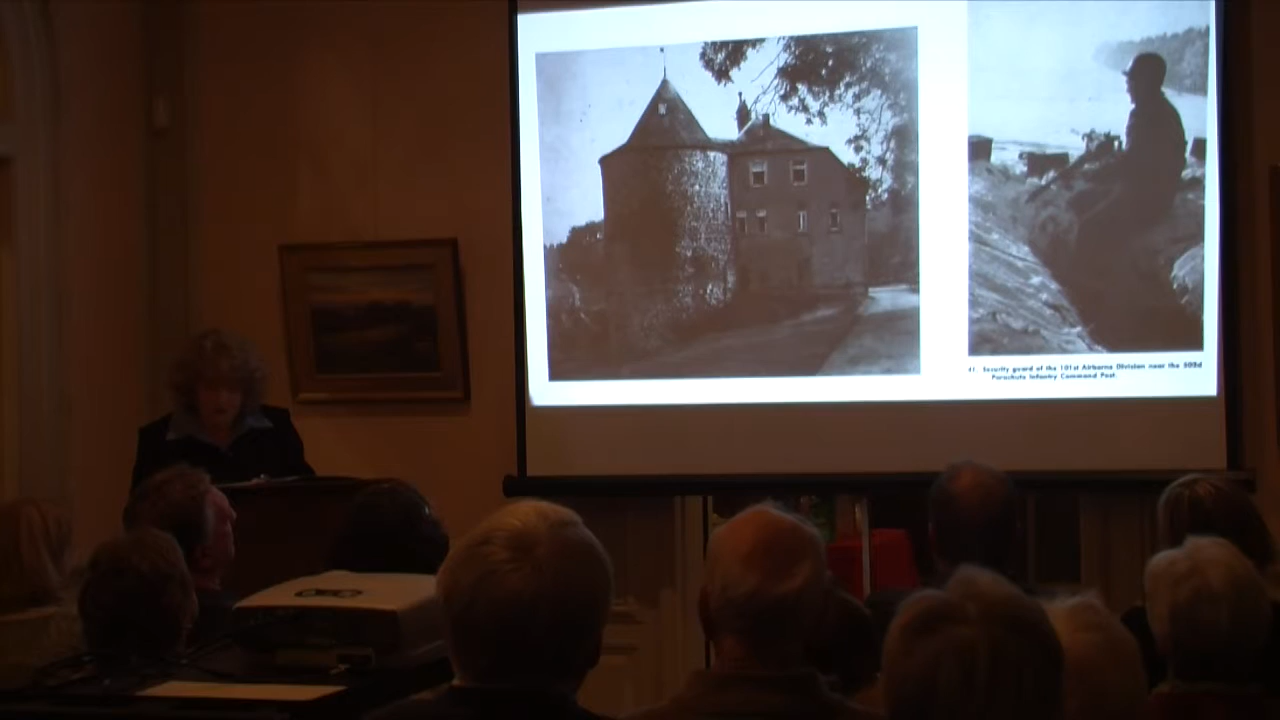 41. Security guard of the 101st Airborne Division near the 502d
Parachute Infantry Command Post.